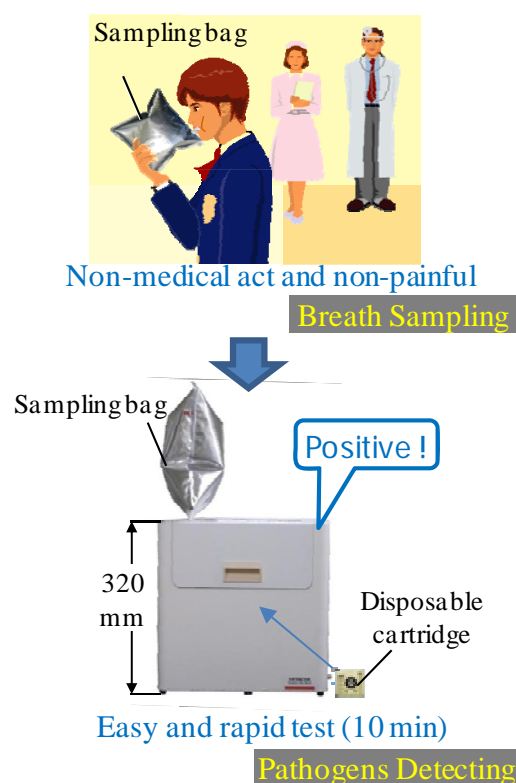 Sampling bag
Non-medical act and non-painful
Breath Sampling
Sampling bag
Positive !
320
mm
Disposable
cartridge
Easy and rapid test (10 min)
Pathogens Detecting